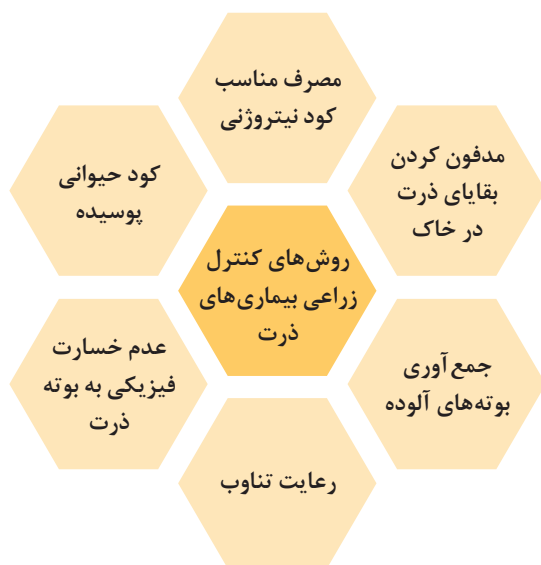 مصرف مناسب
کود نیتروژنی
مدفون کردن
بقایای ذرت
در خاک
کود حیوانی
پوسیده
روش‌های کنترل
زراعی بیماری‌های
ذرت
جمع‌آوری
بوته‌های آلوده
عدم خسارت
فیزیکی به بوته
ذرت
رعایت تناوب